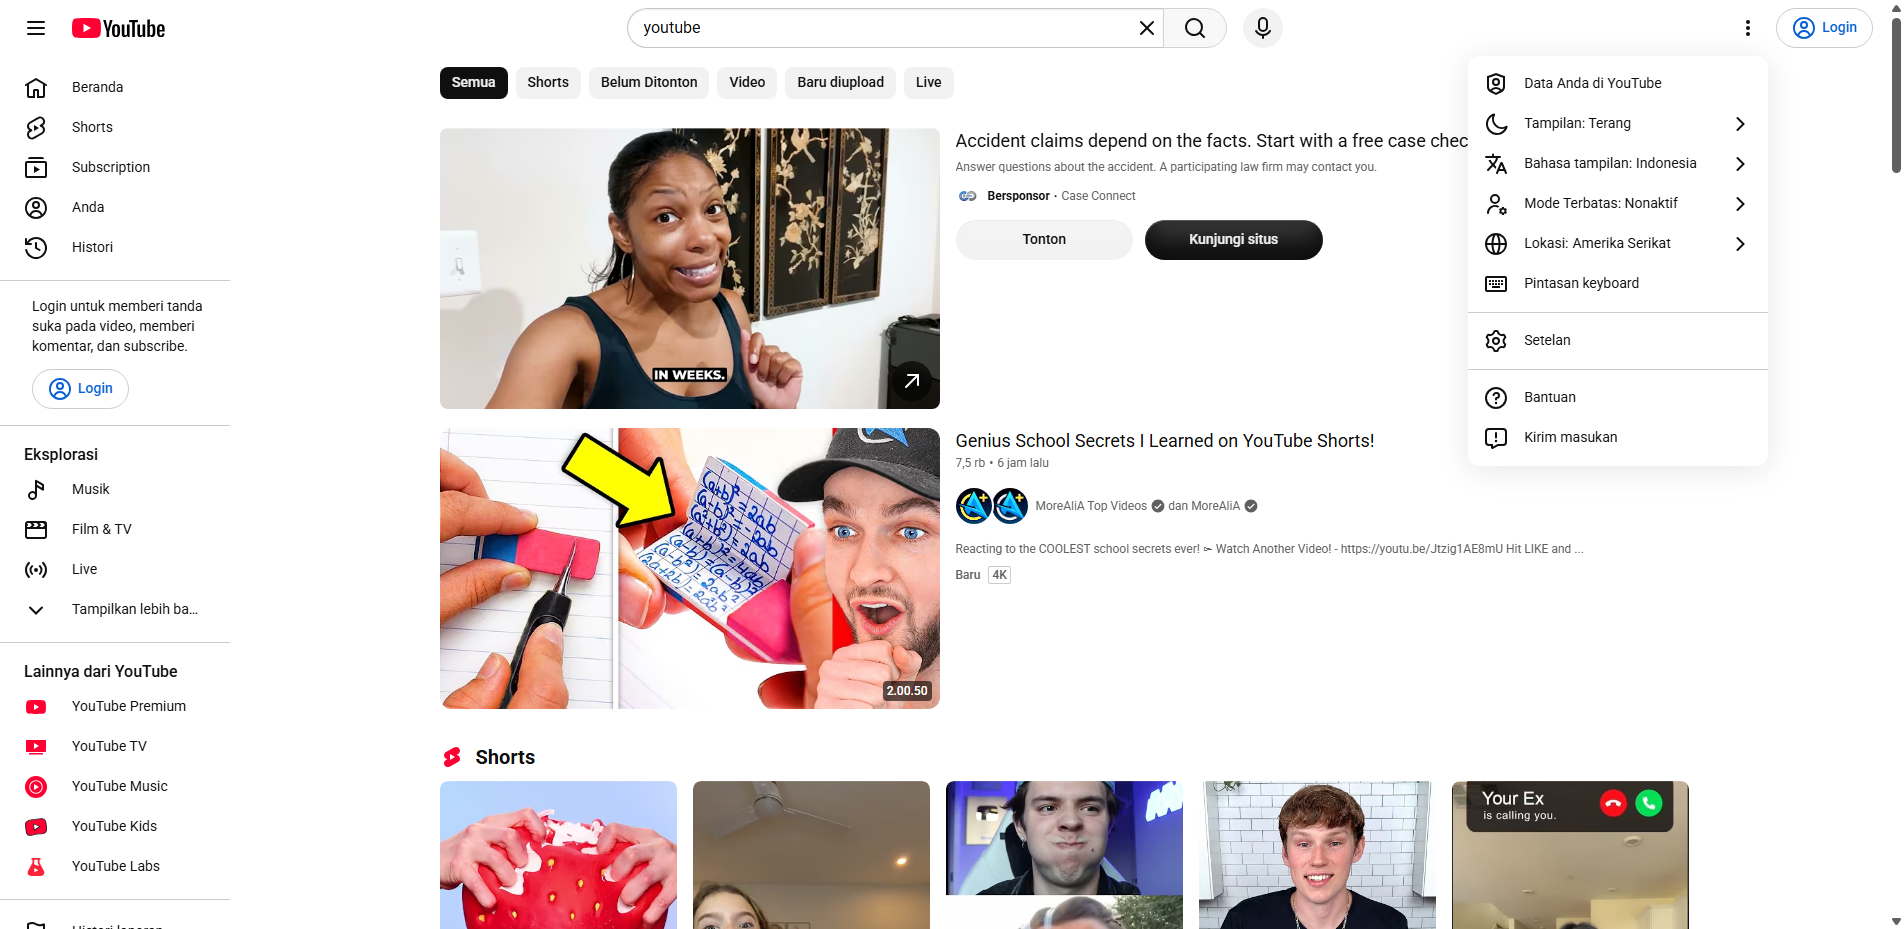 YouTube
youtube
Login
Beranda
Shorts
Subscription
Anda
Histori
Login untuk memberi tanda
suka pada video, memberi
komentar, dan subscribe.
Login
Eksplorasi
Musik
Film & TV
Live
Tampilkan lebih ba...
Lainnya dari YouTube
YouTube Premium
YouTube TV
YouTube Music
YouTube Kids
YouTube Labs
Semua
Shorts
Belum Ditonton
Video
Baru diupload
Live
IN WEEKS.
Accident claims depend on the facts. Start with a free case chec
Answer questions about the accident. A participating law firm may contact you.
Bersponsor · Case Connect
Tonton
Kunjungi situs
2.00.50
Genius School Secrets I Learned on YouTube Shorts!
7,5 rb • 6 jam lalu
MoreAliA Top Videos dan MoreAliA
Reacting to the COOLEST school secrets ever! ➛ Watch Another Video! - https://youtu.be/Jtzig1AE8mU Hit LIKE and ...
Baru 4K
Shorts
Your Ex
is calling you.
Data Anda di YouTube
Tampilan: Terang
Bahasa tampilan: Indonesia
Mode Terbatas: Nonaktif
Lokasi: Amerika Serikat
Pintasan keyboard
Setelan
Bantuan
Kirim masukan